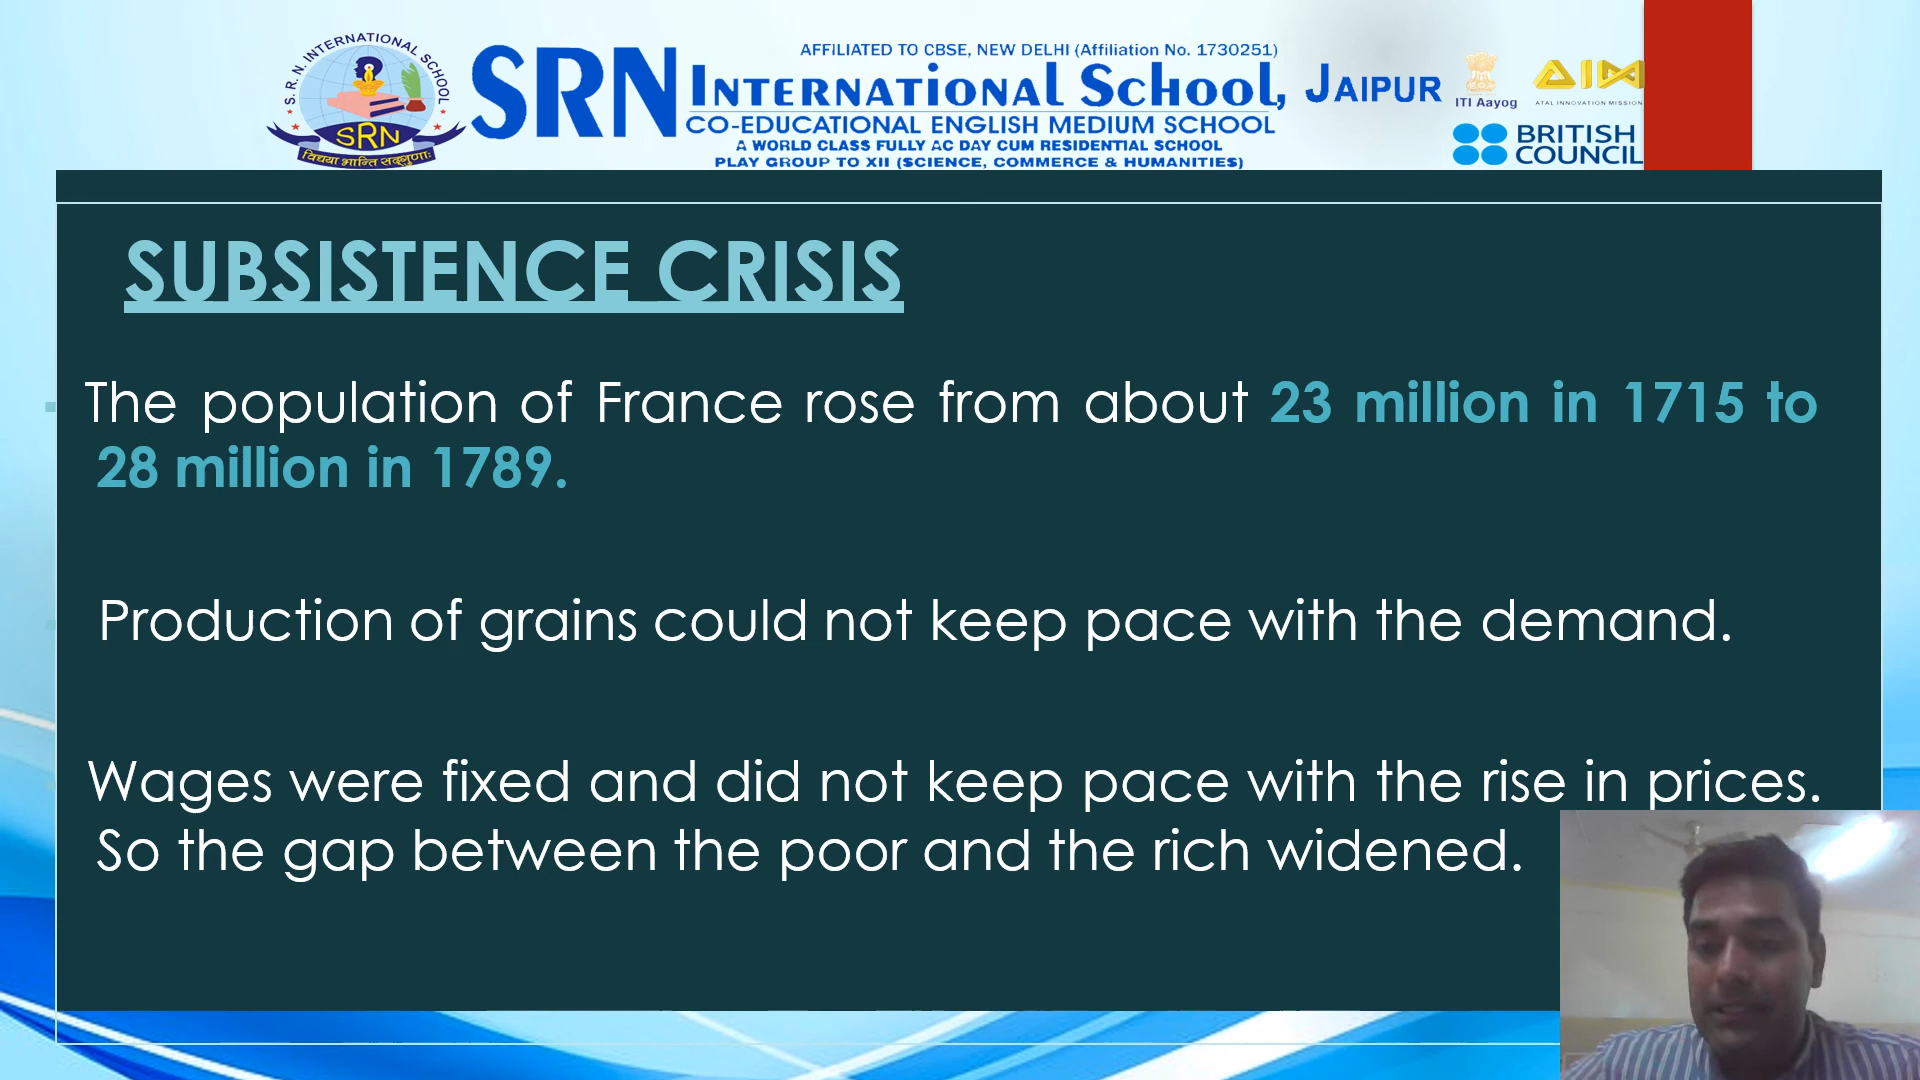 S. R. N. INTERNATIONAL SCHOOL
SRN
विद्यया भान्ति सद्गुणाः
AFFILIATED TO CBSE, NEW DELHI (Affiliation No. 1730251)
SRN INTERNATIONAL SCHOOL, JAIPUR
CO-EDUCATIONAL ENGLISH MEDIUM SCHOOL
A WORLD CLASS FULLY AC DAY CUM RESIDENTIAL SCHOOL
PLAY GROUP TO XII (SCIENCE, COMMERCE & HUMANITIES)
ITI Aayog
AIM
ATAL INNOVATION MISSION
BRITISH
COUNCIL
SUBSISTENCE CRISIS
The population of France rose from about 23 million in 1715 to
28 million in 1789.
Production of grains could not keep pace with the demand.
Wages were fixed and did not keep pace with the rise in prices.
So the gap between the poor and the rich widened.